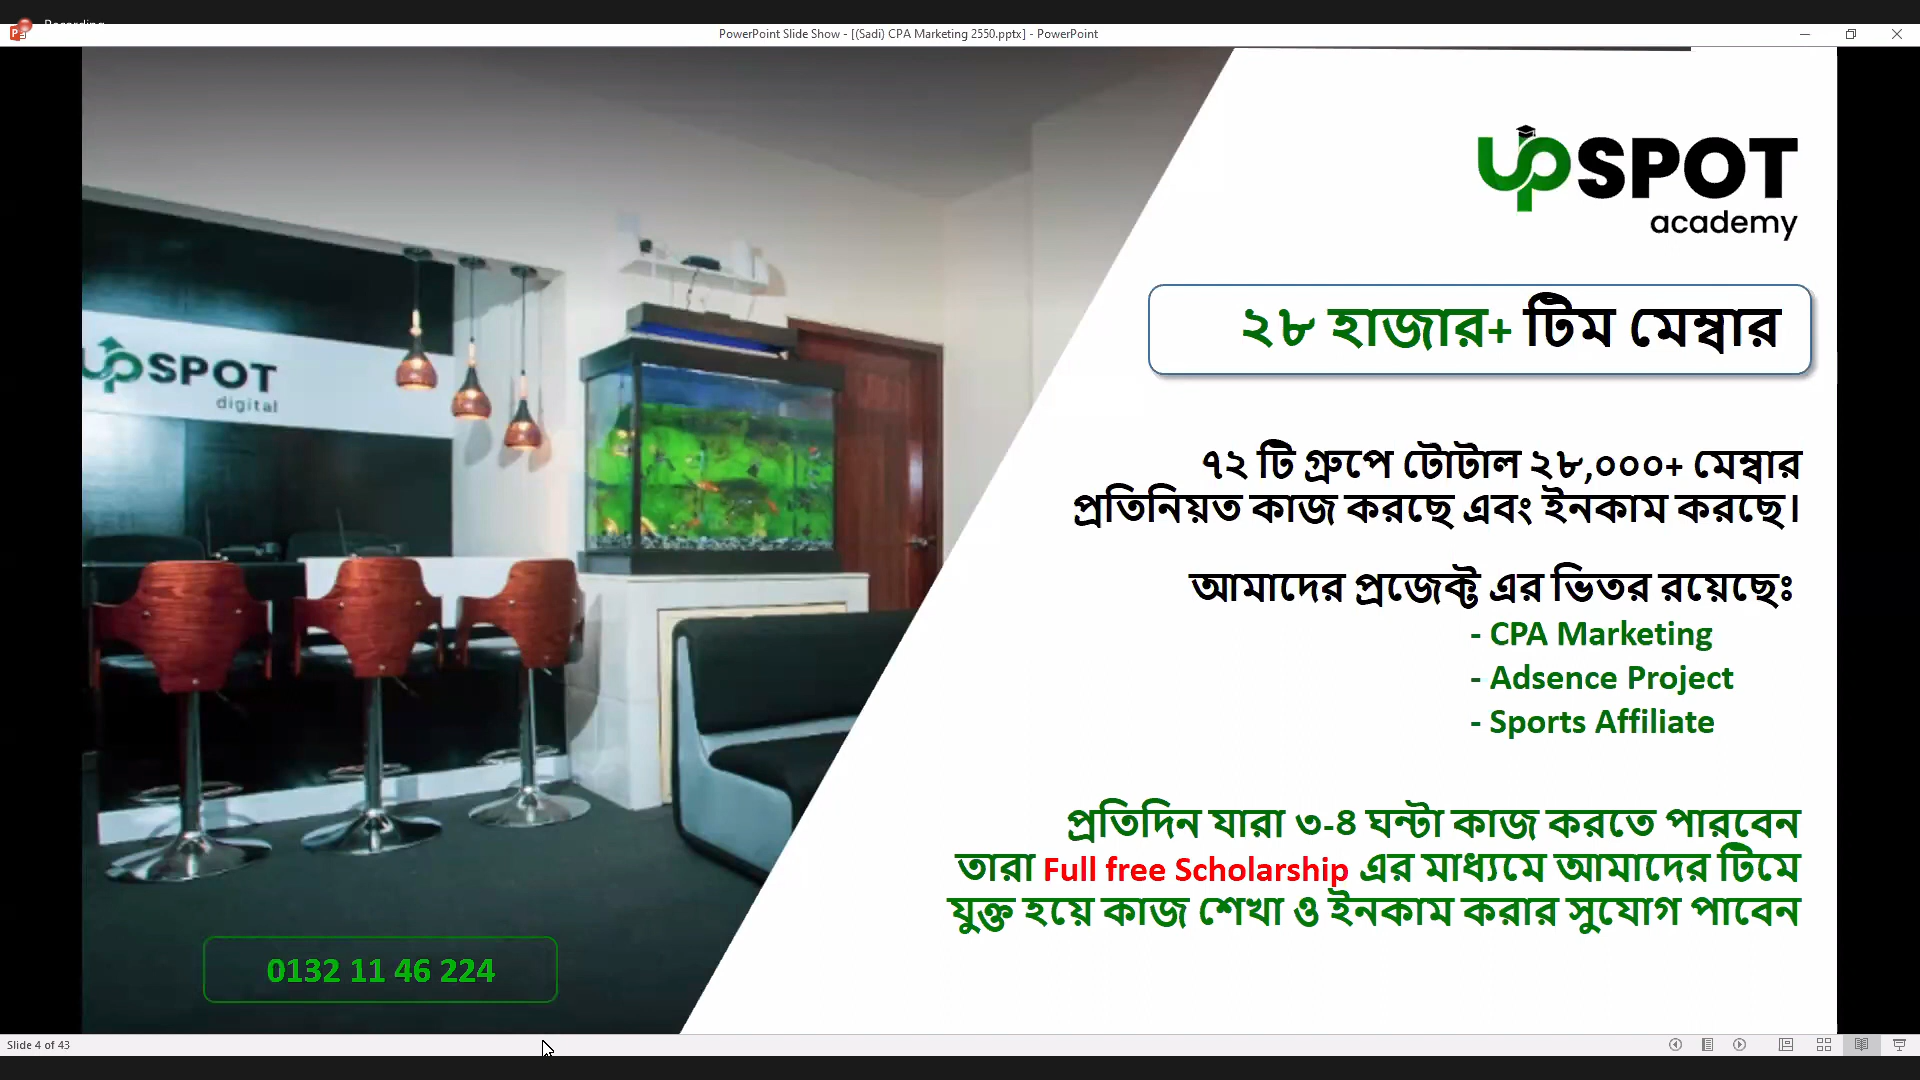 PowerPoint Slide Show - [(Sadi) CPA Marketing 2550.pptx] - PowerPoint
UPSPOT
academy
২৮ হাজার+ টিম মেম্বার
৭২ টি গ্রুপে টোটাল ২৮,০০০+ মেম্বার
প্রতিনিয়ত কাজ করছে এবং ইনকাম করছে।
আমাদের প্রজেক্ট এর ভিতর রয়েছেঃ
- CPA Marketing
- Adsence Project
- Sports Affiliate
প্রতিদিন যারা ৩-৪ ঘন্টা কাজ করতে পারবেন
তারা Full free Scholarship এর মাধ্যমে আমাদের টিমে
যুক্ত হয়ে কাজ শেখা ও ইনকাম করার সুযোগ পাবেন
UPSPOT
digital
0132 11 46 224
Slide 4 of 43